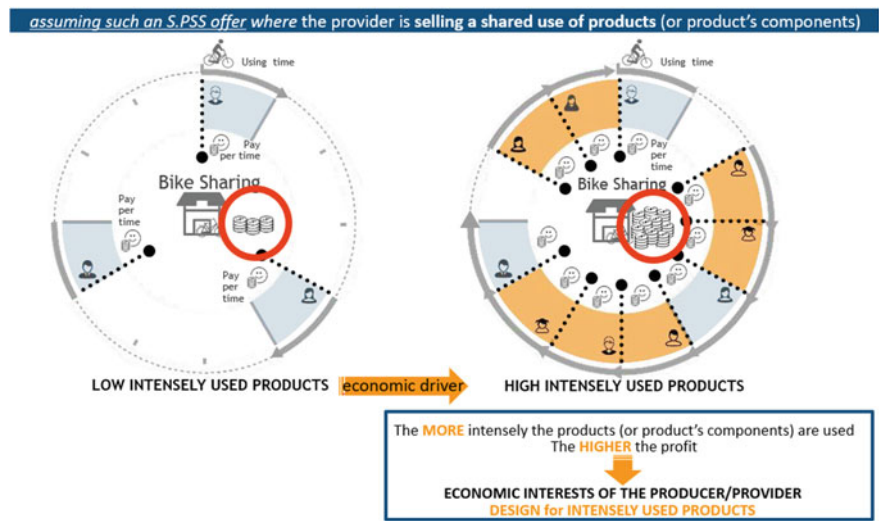 assuming such an S.PSS offer where the provider is selling a shared use of products (or product's components)
Using time
Pay
per time
Bike Sharing
Pay
per
time
Pay
per
time
LOW INTENSELY USED PRODUCTS
economic driver
Using time
Pay
per time
Bike Sharing
HIGH INTENSELY USED PRODUCTS
The MORE intensely the products (or product's components) are used
The HIGHER the profit
ECONOMIC INTERESTS OF THE PRODUCER/PROVIDER
DESIGN for INTENSELY USED PRODUCTS